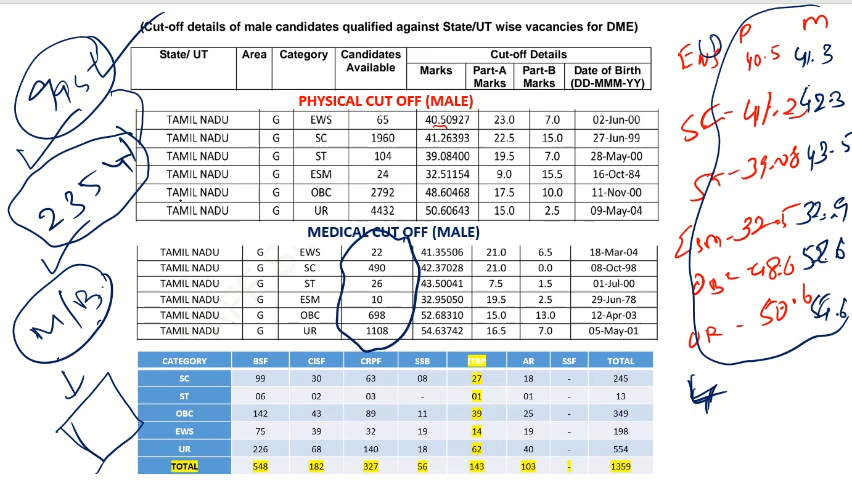 (Cut-off details of male candidates qualified against State/UT wise vacancies for DME)
State/ UT Area Category Candidates Available Cut-off Details
Marks Part-A Marks Part-B Marks Date of Birth (DD-MMM-YY)
PHYSICAL CUT OFF (MALE)
TAMIL NADU G EWS 65 40.50927 23.0 7.0 02-Jun-00
TAMIL NADU G SC 1960 41.26393 22.5 15.0 27-Jun-99
TAMIL NADU G ST 104 39.08400 19.5 7.0 28-May-00
TAMIL NADU G ESM 24 32.51154 9.0 15.5 16-Oct-84
TAMIL NADU G OBC 2792 48.60468 17.5 10.0 11-Nov-00
TAMIL NADU G UR 4432 50.60643 15.0 2.5 09-May-04
MEDICAL CUT OFF (MALE)
TAMIL NADU G EWS 22 41.35506 21.0 6.5 18-Mar-04
TAMIL NADU G SC 490 42.37028 21.0 0.0 08-Oct-98
TAMIL NADU G ST 26 43.50041 7.5 1.5 01-Jul-00
TAMIL NADU G ESM 10 32.95050 19.5 2.5 29-Jun-78
TAMIL NADU G OBC 698 52.68310 15.0 13.0 12-Apr-03
TAMIL NADU G UR 1108 54.63742 16.5 7.0 05-May-01
CATEGORY BSF CISF CRPF SSB ITBP AR SSF TOTAL
SC 99 30 63 08 27 18 - 245
ST 06 02 03 - 01 01 - 13
OBC 142 43 89 11 39 25 - 349
EWS 75 39 32 19 14 19 - 198
UR 226 68 140 18 62 40 - 554
TOTAL 548 182 327 56 143 103 - 1359
2354
M/B
P M
EWS 40.5 41.3
SC - 41.2 42.3
ST - 39.08 43.5
ESM - 32.5 32.9
OBC - 48.6 52.6
UR - 50.6 54.6